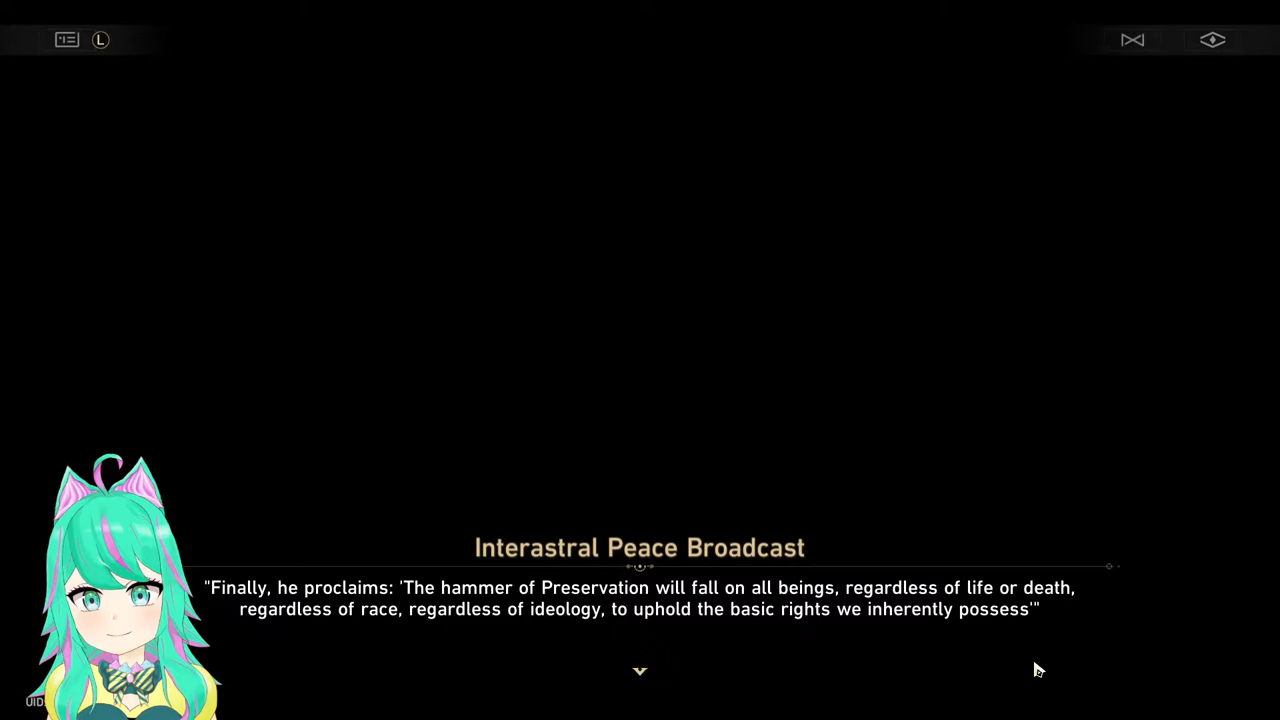 L
Interastral Peace Broadcast
"Finally, he proclaims: 'The hammer of Preservation will fall on all beings, regardless of life or death,
regardless of race, regardless of ideology, to uphold the basic rights we inherently possess'"
UID: